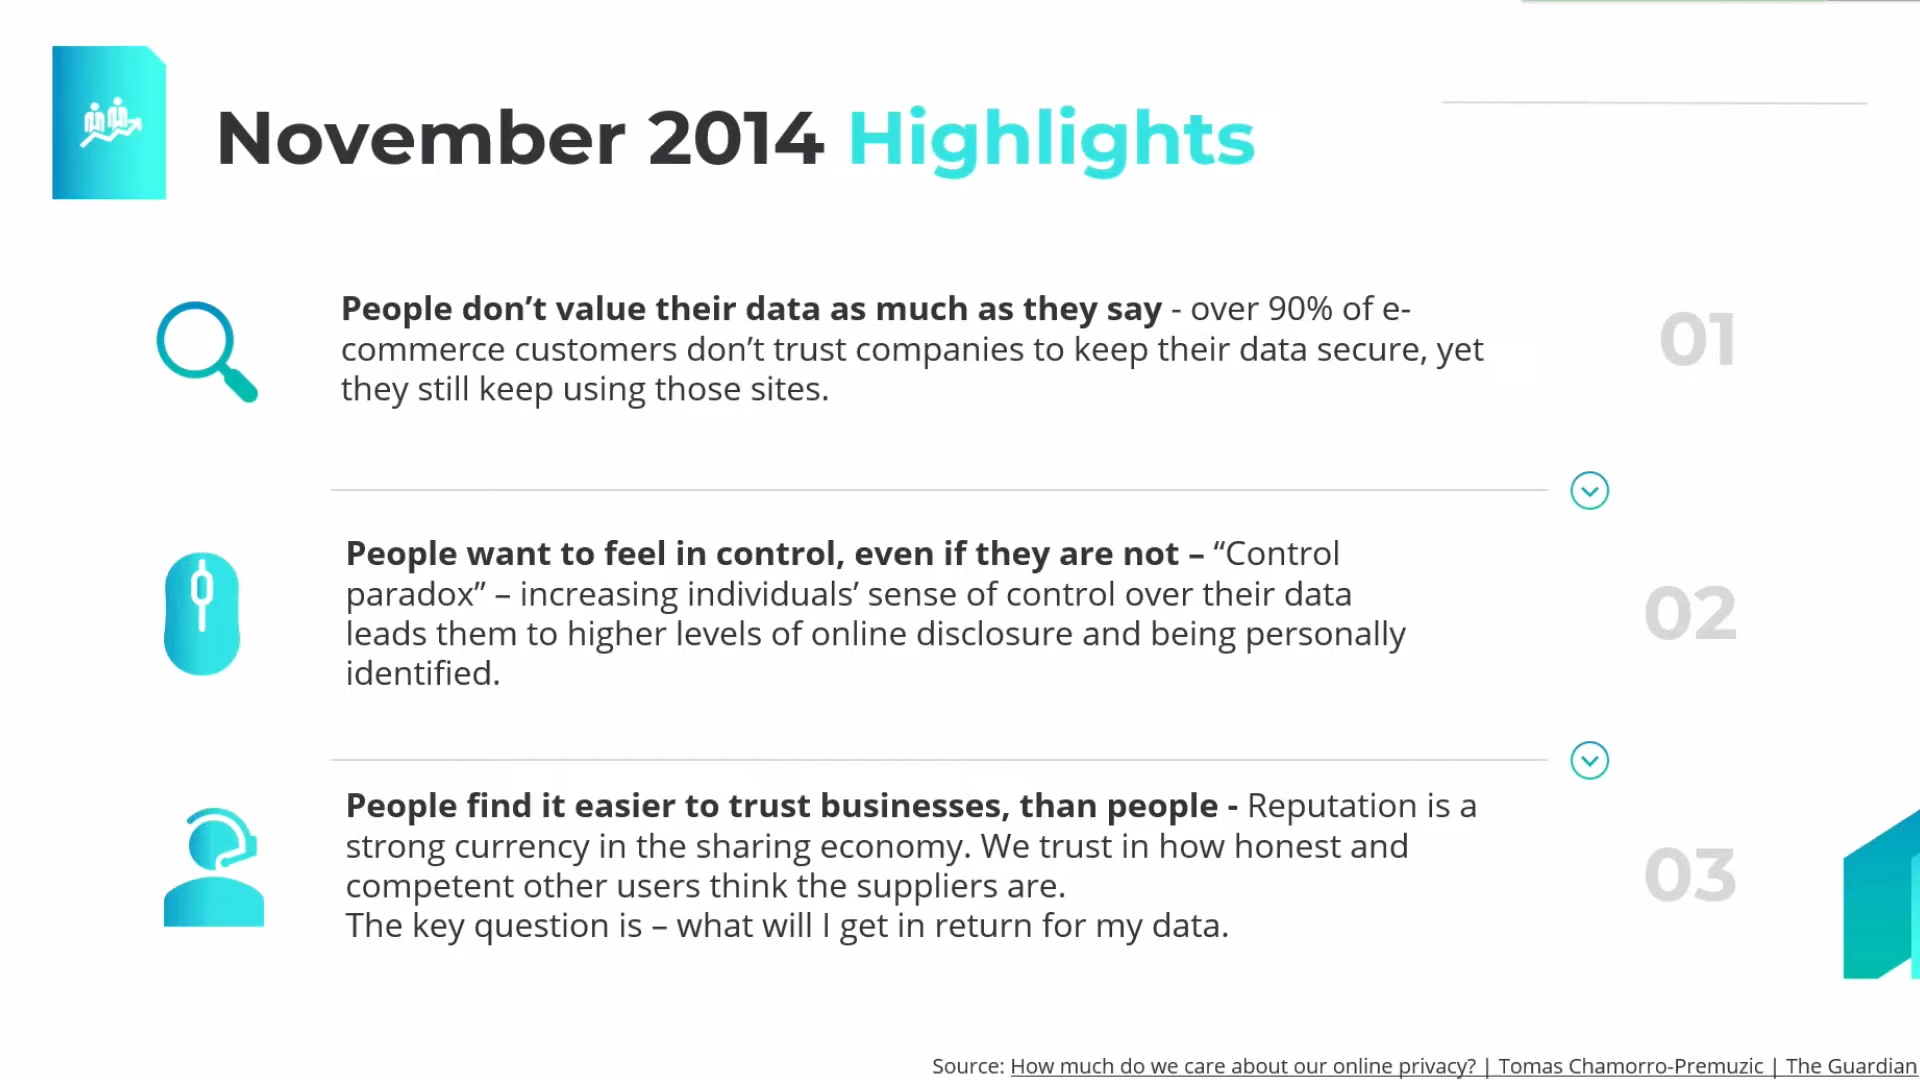 November 2014 Highlights
People don’t value their data as much as they say - over 90% of e-
commerce customers don’t trust companies to keep their data secure, yet
they still keep using those sites.
01
People want to feel in control, even if they are not – “Control
paradox” – increasing individuals’ sense of control over their data
leads them to higher levels of online disclosure and being personally
identified.
02
People find it easier to trust businesses, than people - Reputation is a
strong currency in the sharing economy. We trust in how honest and
competent other users think the suppliers are.
The key question is – what will I get in return for my data.
03
Source: How much do we care about our online privacy? | Tomas Chamorro-Premuzic | The Guardian